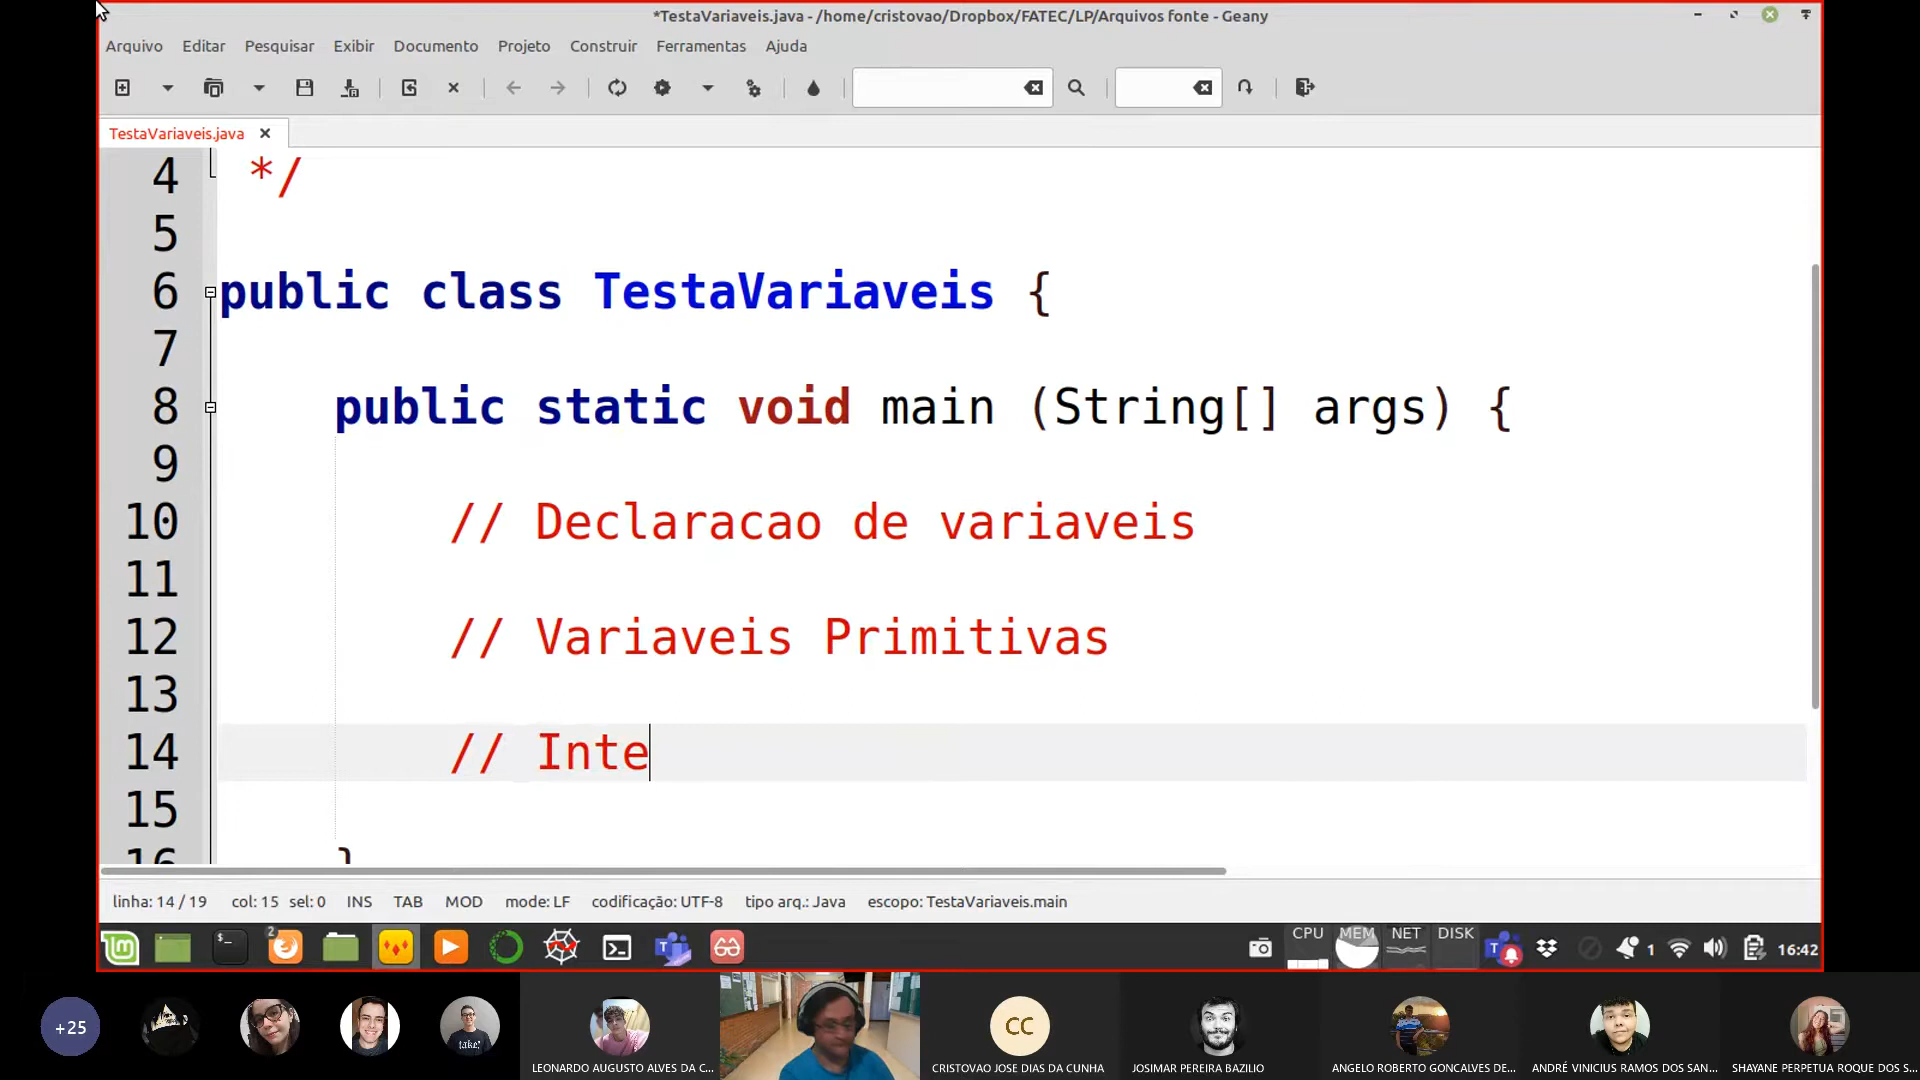 *TestaVariaveis.java - /home/cristovao/Dropbox/FATEC/LP/Arquivos fonte - Geany
Arquivo Editar Pesquisar Exibir Documento Projeto Construir Ferramentas Ajuda
TestaVariaveis.java
4 */
5
6 public class TestaVariaveis {
7
8 public static void main (String[] args) {
9
10 // Declaracao de variaveis
11
12 // Variaveis Primitivas
13
14 // Inte
15
16 }
linha: 14 / 19 col: 15 sel: 0 INS TAB MOD mode: LF codificação: UTF-8 tipo arq.: Java escopo: TestaVariaveis.main
2 CPU MEM NET DISK 1 16:42
+25 take! CC
LEONARDO AUGUSTO ALVES DA C... CRISTOVAO JOSE DIAS DA CUNHA JOSIMAR PEREIRA BAZILIO ANGELO ROBERTO GONCALVES DE... ANDRÉ VINICIUS RAMOS DOS SAN... SHAYANE PERPETUA ROQUE DOS S...